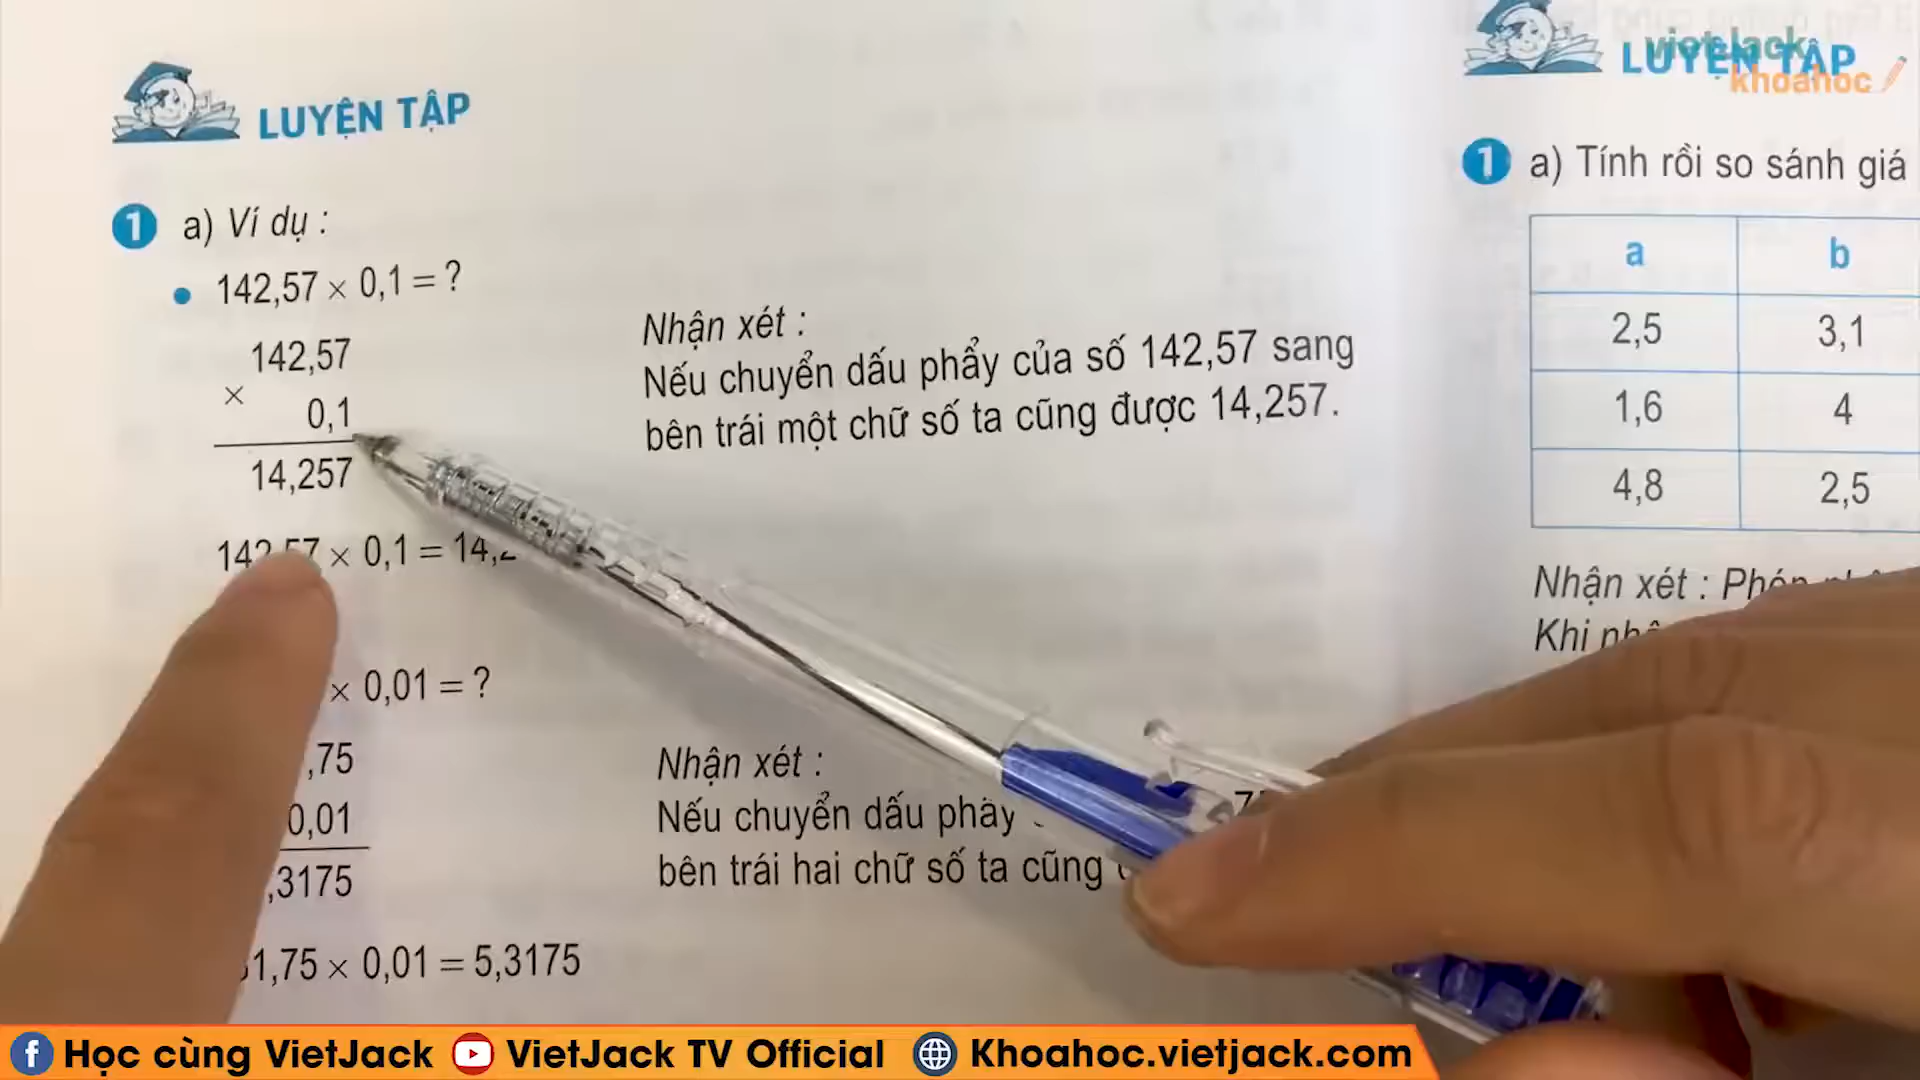 LUYỆN TẬP
1 a) Ví dụ :
• 142,57 × 0,1 = ?
142,57
×
0,1
14,257
142,57 × 0,1 = 14,2
Nhận xét :
Nếu chuyển dấu phẩy của số 142,57 sang
bên trái một chữ số ta cũng được 14,257.
× 0,01 = ?
,75
0,01
,3175
1,75 × 0,01 = 5,3175
Nhận xét :
Nếu chuyển dấu phẩy
bên trái hai chữ số ta cũng
LUYỆN TẬP
vietJack
khoahoc
1 a) Tính rồi so sánh giá
a b
2,5 3,1
1,6 4
4,8 2,5
Nhận xét :
Khi
Học cùng VietJack VietJack TV Official Khoahoc.vietjack.com